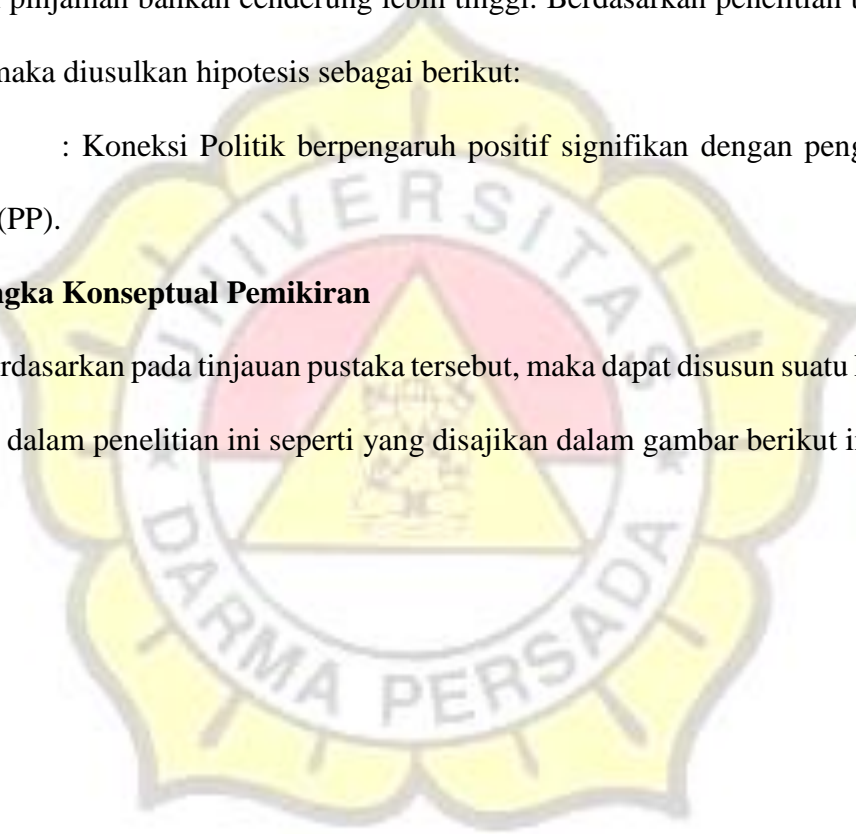 pinjaman bahkan cenderung lebih tinggi. Berdasarkan penelitian
maka diusulkan hipotesis sebagai berikut:
: Koneksi Politik berpengaruh positif signifikan dengan peng
(PP).
ngka Konseptual Pemikiran
rdasarkan pada tinjauan pustaka tersebut, maka dapat disusun suatu
dalam penelitian ini seperti yang disajikan dalam gambar berikut
UNIVERSITAS
DARMA PERSADA